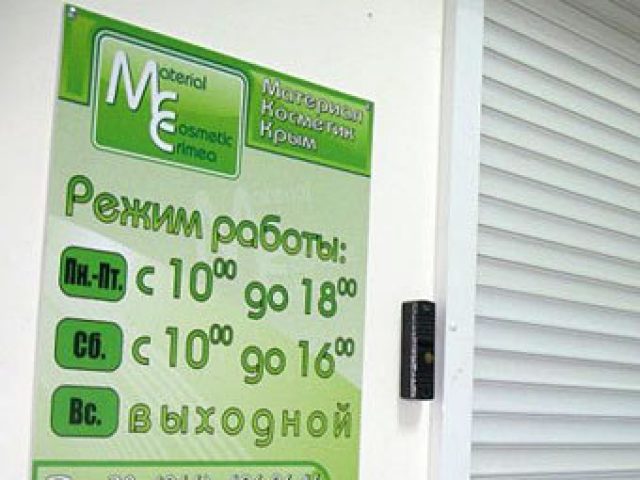 Material
Cosmetic
Crimea
Материал
Косметик
Крым
Режим работы:
Пн.-Пт. с 10⁰⁰ до 18⁰⁰
Сб. с 10⁰⁰ до 16⁰⁰
Вс. выходной